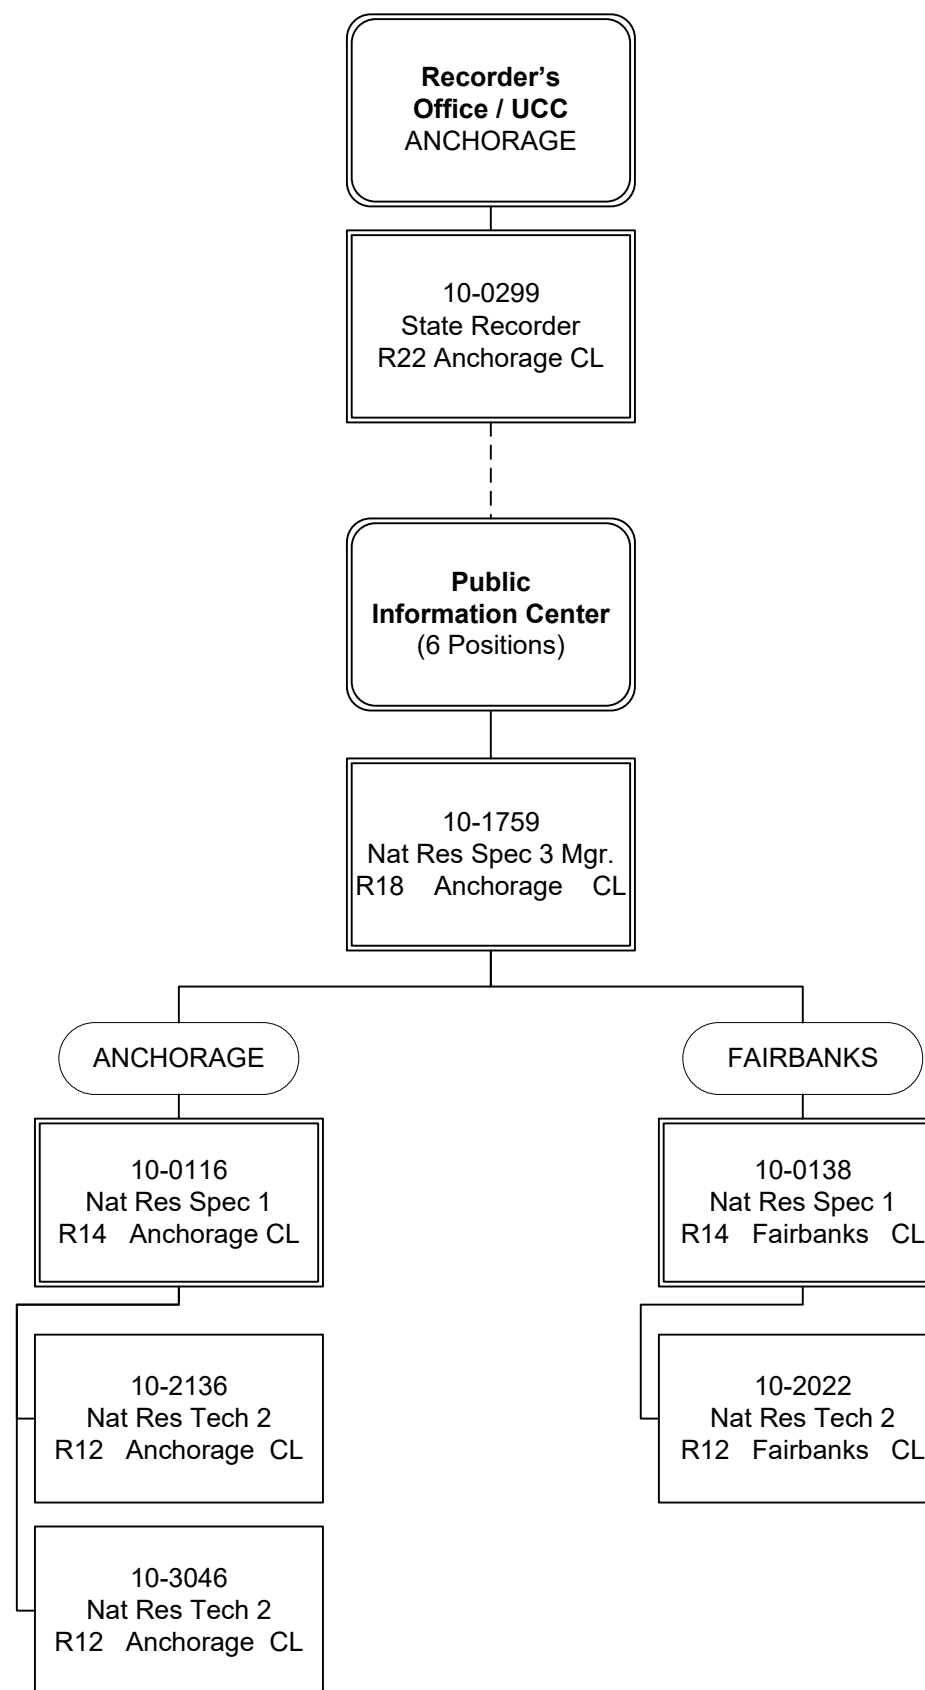 Recorder’s
Office / UCC
ANCHORAGE
10-0299
State Recorder
R22 Anchorage CL
Public
Information Center
(6 Positions)
10-1759
Nat Res Spec 3 Mgr.
R18 Anchorage CL
ANCHORAGE
10-0116
Nat Res Spec 1
R14 Anchorage CL
10-2136
Nat Res Tech 2
R12 Anchorage CL
10-3046
Nat Res Tech 2
R12 Anchorage CL
FAIRBANKS
10-0138
Nat Res Spec 1
R14 Fairbanks CL
10-2022
Nat Res Tech 2
R12 Fairbanks CL